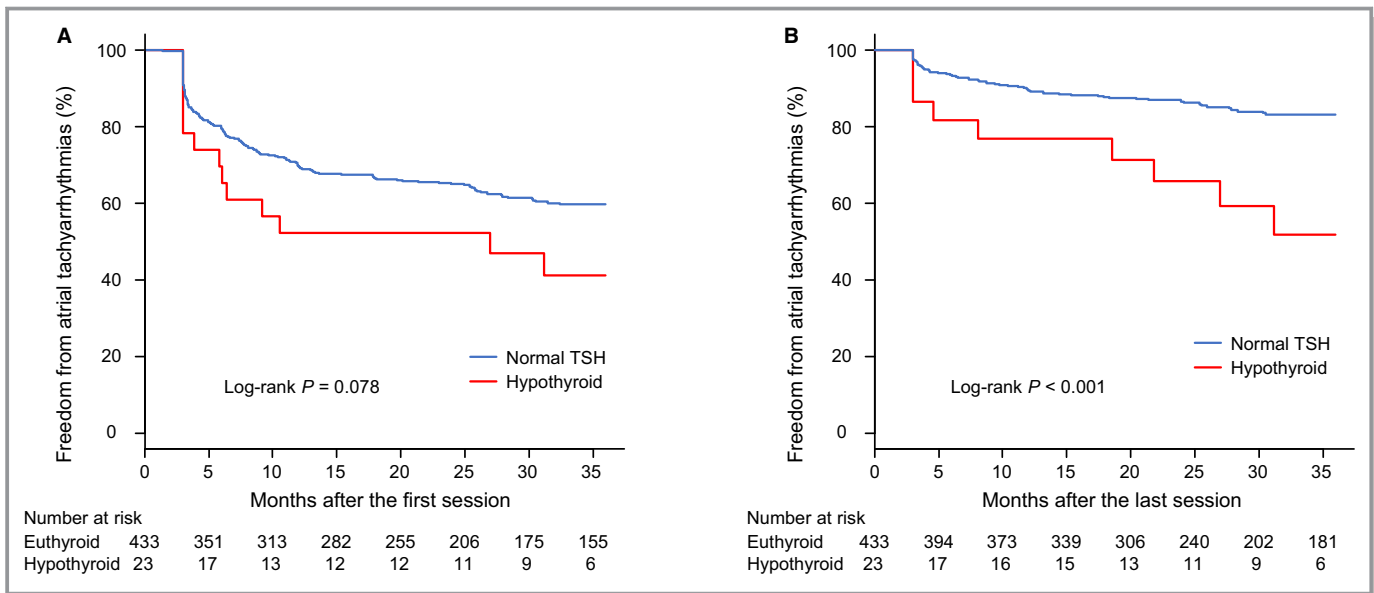 A
Freedom from atrial tachyarrhythmias (%)
100
80
60
40
20
0
Normal TSH
Hypothyroid
Log-rank P = 0.078
0 5 10 15 20 25 30 35
Months after the first session
Number at risk
Euthyroid 433 351 313 282 255 206 175 155
Hypothyroid 23 17 13 12 12 11 9 6
B
Freedom from atrial tachyarrhythmias (%)
100
80
60
40
20
0
Normal TSH
Hypothyroid
Log-rank P < 0.001
0 5 10 15 20 25 30 35
Months after the last session
Number at risk
Euthyroid 433 394 373 339 306 240 202 181
Hypothyroid 23 17 16 15 13 11 9 6